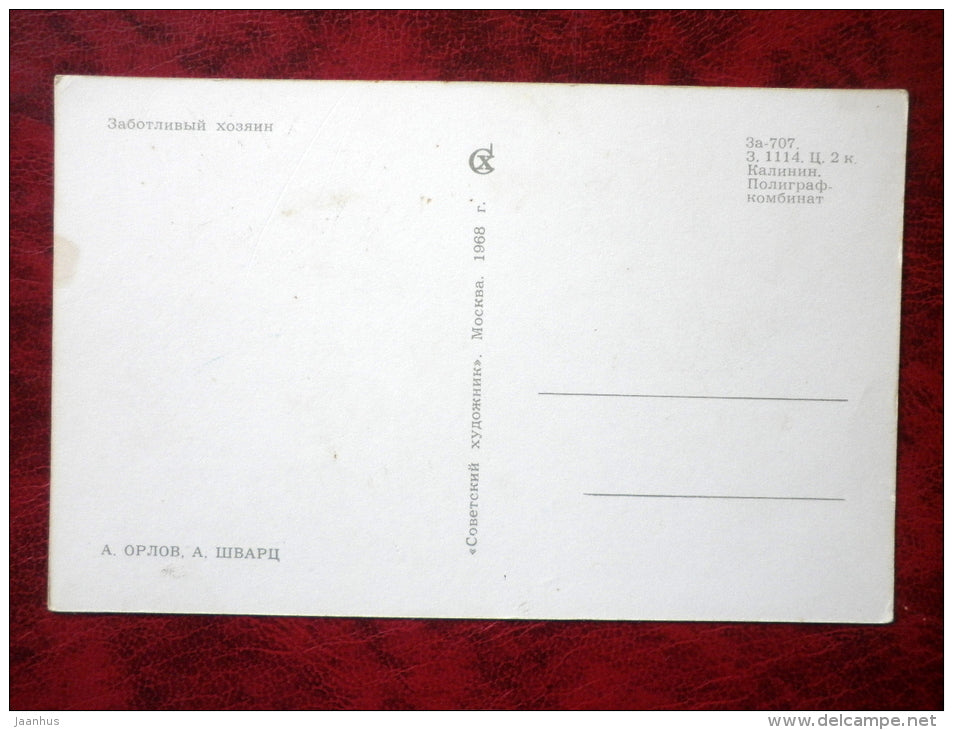 Заботливый хозяин
А. ОРЛОВ, А. ШВАРЦ
СХ
«Советский художник». Москва. 1968 г.
За-707.
З. 1114. Ц. 2 к.
Калинин.
Полиграф-
комбинат
jaanhus
www.delcampe.net